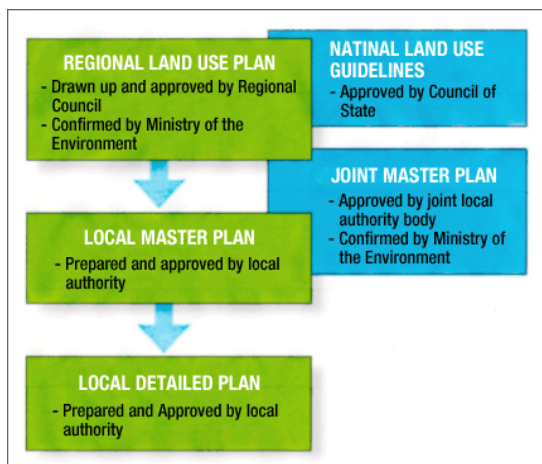 REGIONAL LAND USE PLAN
- Drawn up and approved by Regional
Council
- Confirmed by Ministry of the
Environment
NATINAL LAND USE
GUIDELINES
- Approved by Council of
State
JOINT MASTER PLAN
- Approved by joint local
authority body
- Confirmed by Ministry of
the Environment
LOCAL MASTER PLAN
- Prepared and approved by local
authority
LOCAL DETAILED PLAN
- Prepared and Approved by local
authority